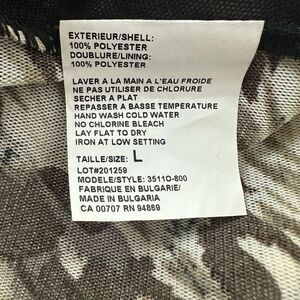 EXTERIEUR/SHELL:
100% POLYESTER
DOUBLURE/LINING:
100% POLYESTER
LAVER A LA MAIN A L'EAU FROIDE
NE PAS UTILISER DE CHLORURE
SECHER A PLAT
REPASSER A BASSE TEMPERATURE
HAND WASH COLD WATER
NO CHLORINE BLEACH
LAY FLAT TO DRY
IRON AT LOW SETTING
TAILLE/SIZE: L
LOT#201259
MODELE/STYLE: 3511O-800
FABRIQUE EN BULGARIE/
MADE IN BULGARIA
CA 00707 RN 94869